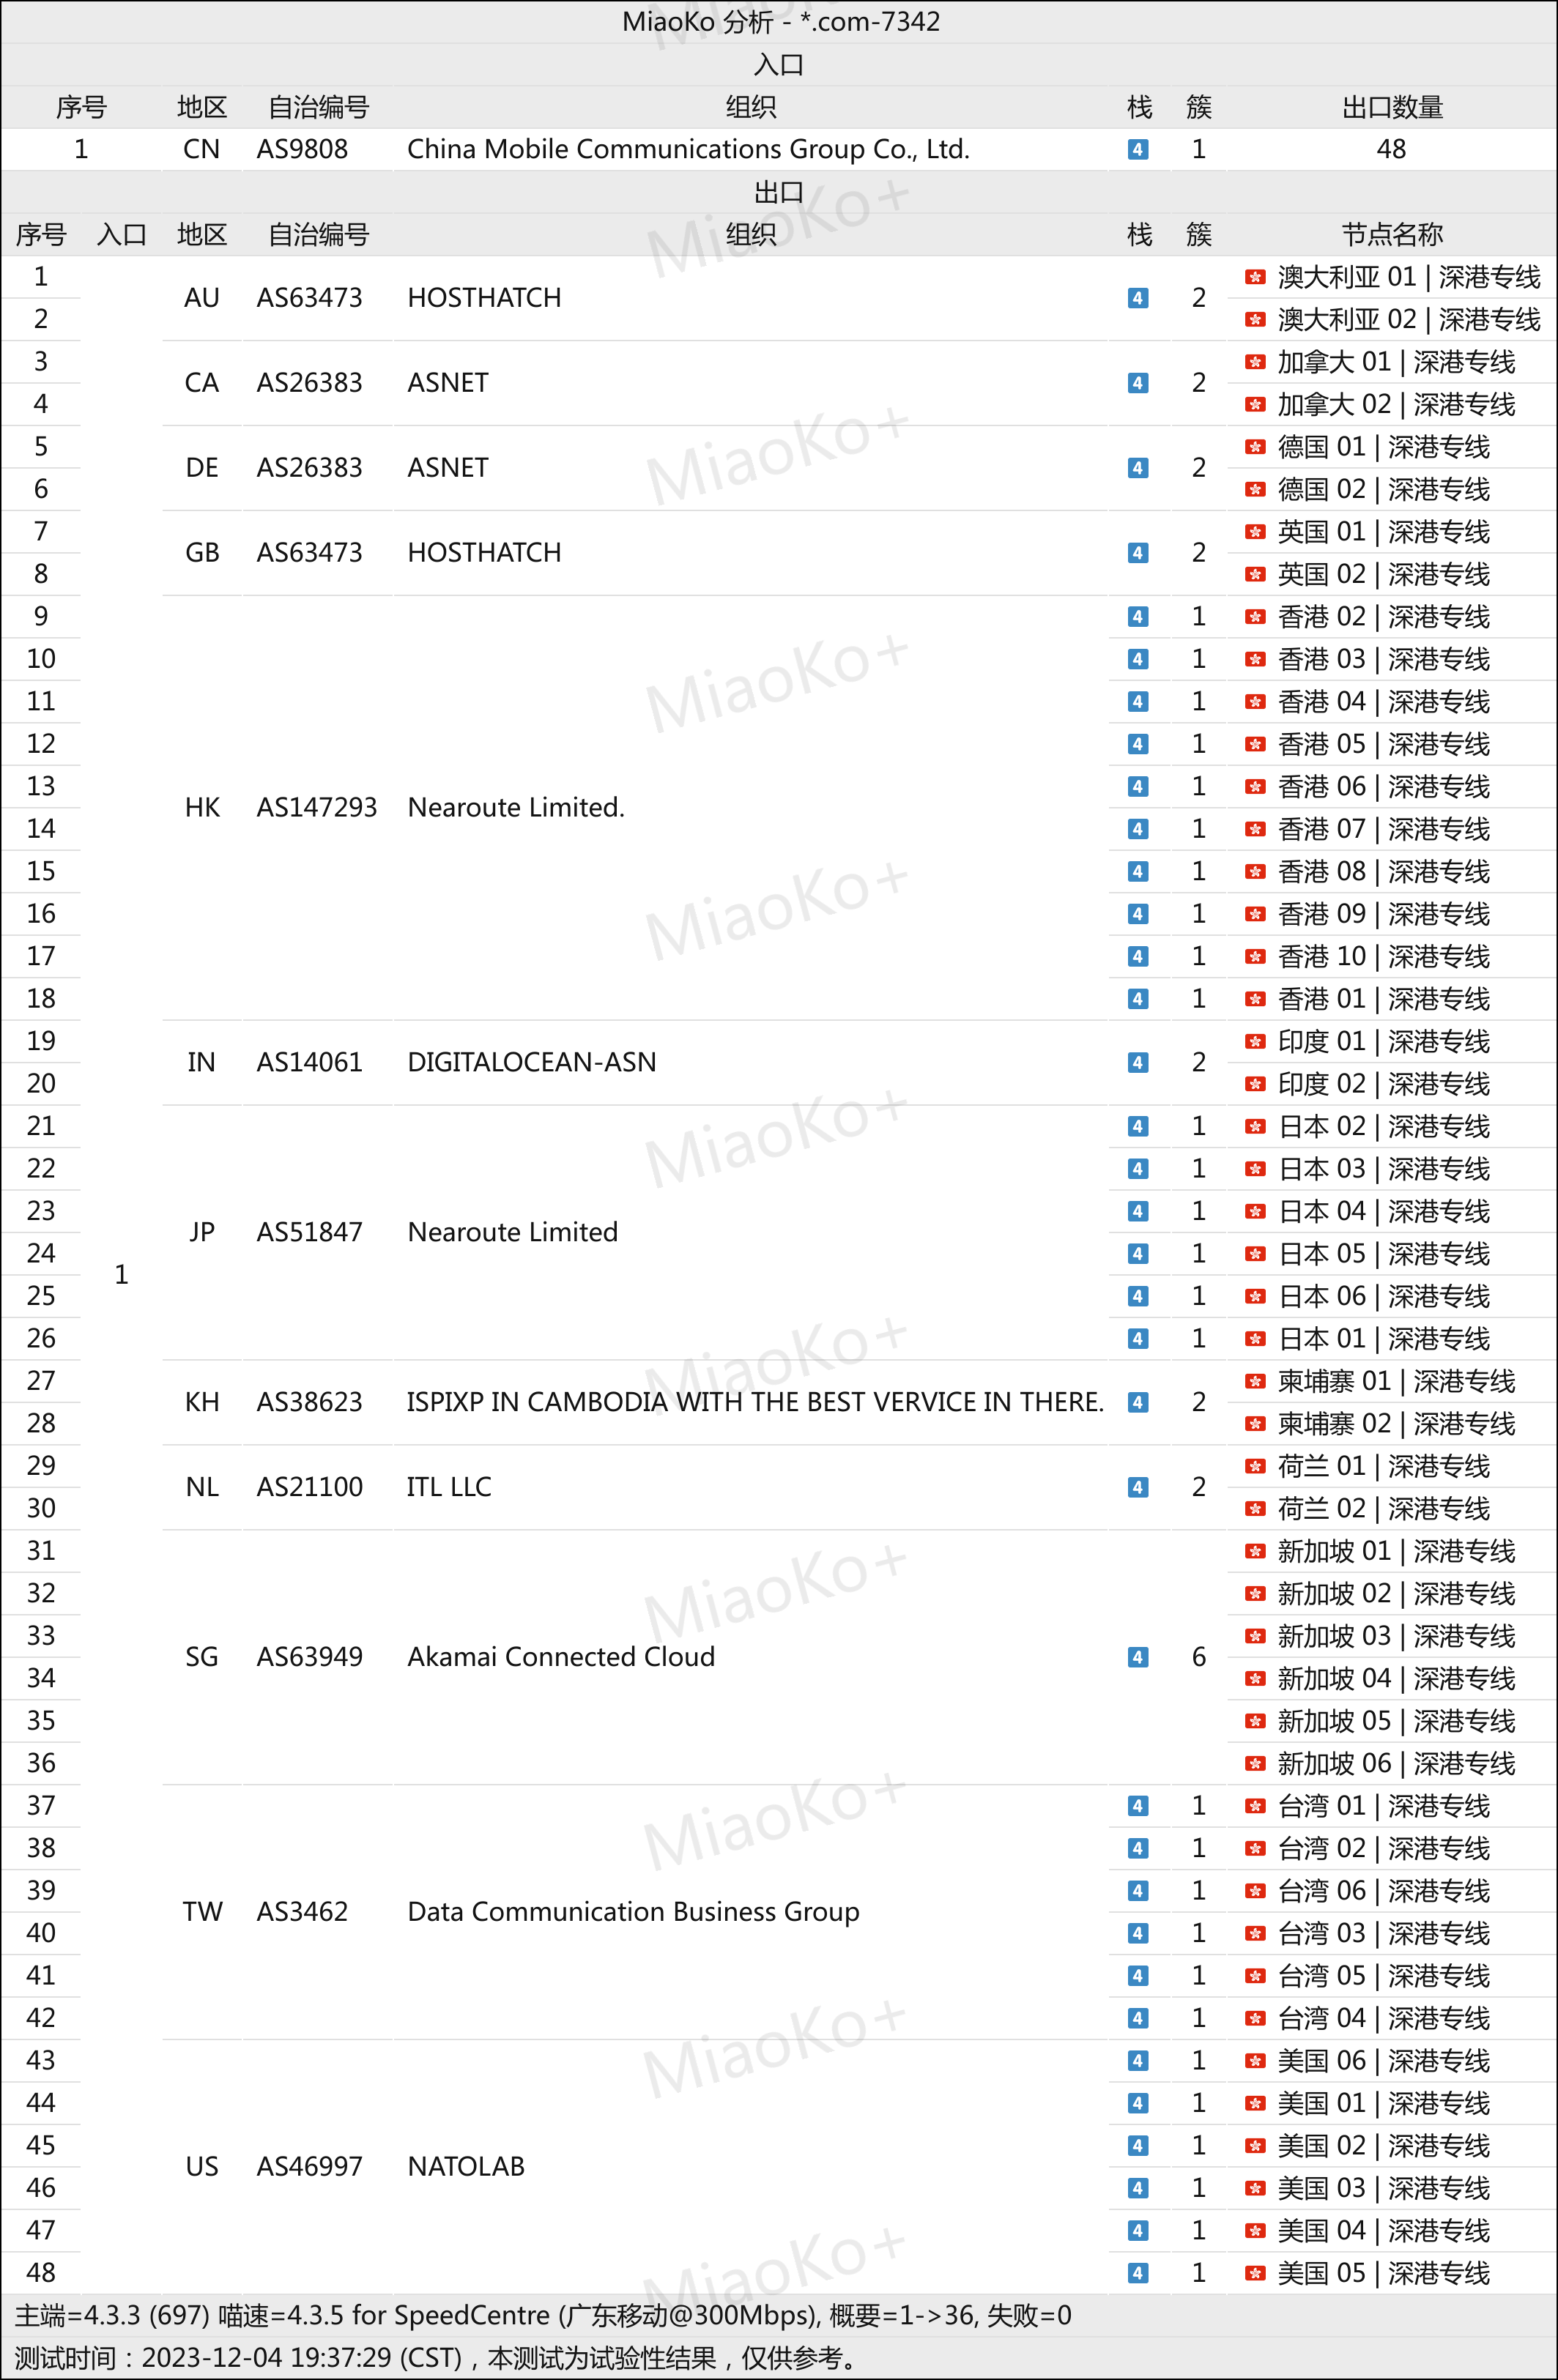 MiaoKo 分析 - *.com-7342
入口
序号 地区 自治编号 组织 栈 簇 出口数量
1 CN AS9808 China Mobile Communications Group Co., Ltd. 4 1 48
出口
序号 入口 地区 自治编号 组织 栈 簇 节点名称
1 AU AS63473 HOSTHATCH 4 2 澳大利亚 01 | 深港专线
2 澳大利亚 02 | 深港专线
3 CA AS26383 ASNET 4 2 加拿大 01 | 深港专线
4 加拿大 02 | 深港专线
5 DE AS26383 ASNET 4 2 德国 01 | 深港专线
6 德国 02 | 深港专线
7 GB AS63473 HOSTHATCH 4 2 英国 01 | 深港专线
8 英国 02 | 深港专线
9 4 1 香港 02 | 深港专线
10 4 1 香港 03 | 深港专线
11 4 1 香港 04 | 深港专线
12 4 1 香港 05 | 深港专线
13 HK AS147293 Nearoute Limited. 4 1 香港 06 | 深港专线
14 4 1 香港 07 | 深港专线
15 4 1 香港 08 | 深港专线
16 4 1 香港 09 | 深港专线
17 4 1 香港 10 | 深港专线
18 4 1 香港 01 | 深港专线
19 IN AS14061 DIGITALOCEAN-ASN 4 2 印度 01 | 深港专线
20 印度 02 | 深港专线
21 4 1 日本 02 | 深港专线
22 4 1 日本 03 | 深港专线
23 JP AS51847 Nearoute Limited 4 1 日本 04 | 深港专线
24 1 4 1 日本 05 | 深港专线
25 4 1 日本 06 | 深港专线
26 4 1 日本 01 | 深港专线
27 KH AS38623 ISPIXP IN CAMBODIA WITH THE BEST VERVICE IN THERE. 4 2 柬埔寨 01 | 深港专线
28 柬埔寨 02 | 深港专线
29 NL AS21100 ITL LLC 4 2 荷兰 01 | 深港专线
30 荷兰 02 | 深港专线
31 新加坡 01 | 深港专线
32 新加坡 02 | 深港专线
33 SG AS63949 Akamai Connected Cloud 4 6 新加坡 03 | 深港专线
34 新加坡 04 | 深港专线
35 新加坡 05 | 深港专线
36 新加坡 06 | 深港专线
37 4 1 台湾 01 | 深港专线
38 4 1 台湾 02 | 深港专线
39 TW AS3462 Data Communication Business Group 4 1 台湾 06 | 深港专线
40 4 1 台湾 03 | 深港专线
41 4 1 台湾 05 | 深港专线
42 4 1 台湾 04 | 深港专线
43 4 1 美国 06 | 深港专线
44 4 1 美国 01 | 深港专线
45 US AS46997 NATOLAB 4 1 美国 02 | 深港专线
46 4 1 美国 03 | 深港专线
47 4 1 美国 04 | 深港专线
48 4 1 美国 05 | 深港专线
主端=4.3.3 (697) 喵速=4.3.5 for SpeedCentre (广东移动@300Mbps), 概要=1->36, 失败=0
测试时间：2023-12-04 19:37:29 (CST)，本测试为试验性结果，仅供参考。
MiaoKo+
MiaoKo+
MiaoKo+
MiaoKo+
MiaoKo+
MiaoKo+
MiaoKo+
MiaoKo+
MiaoKo+
MiaoKo+
MiaoKo+